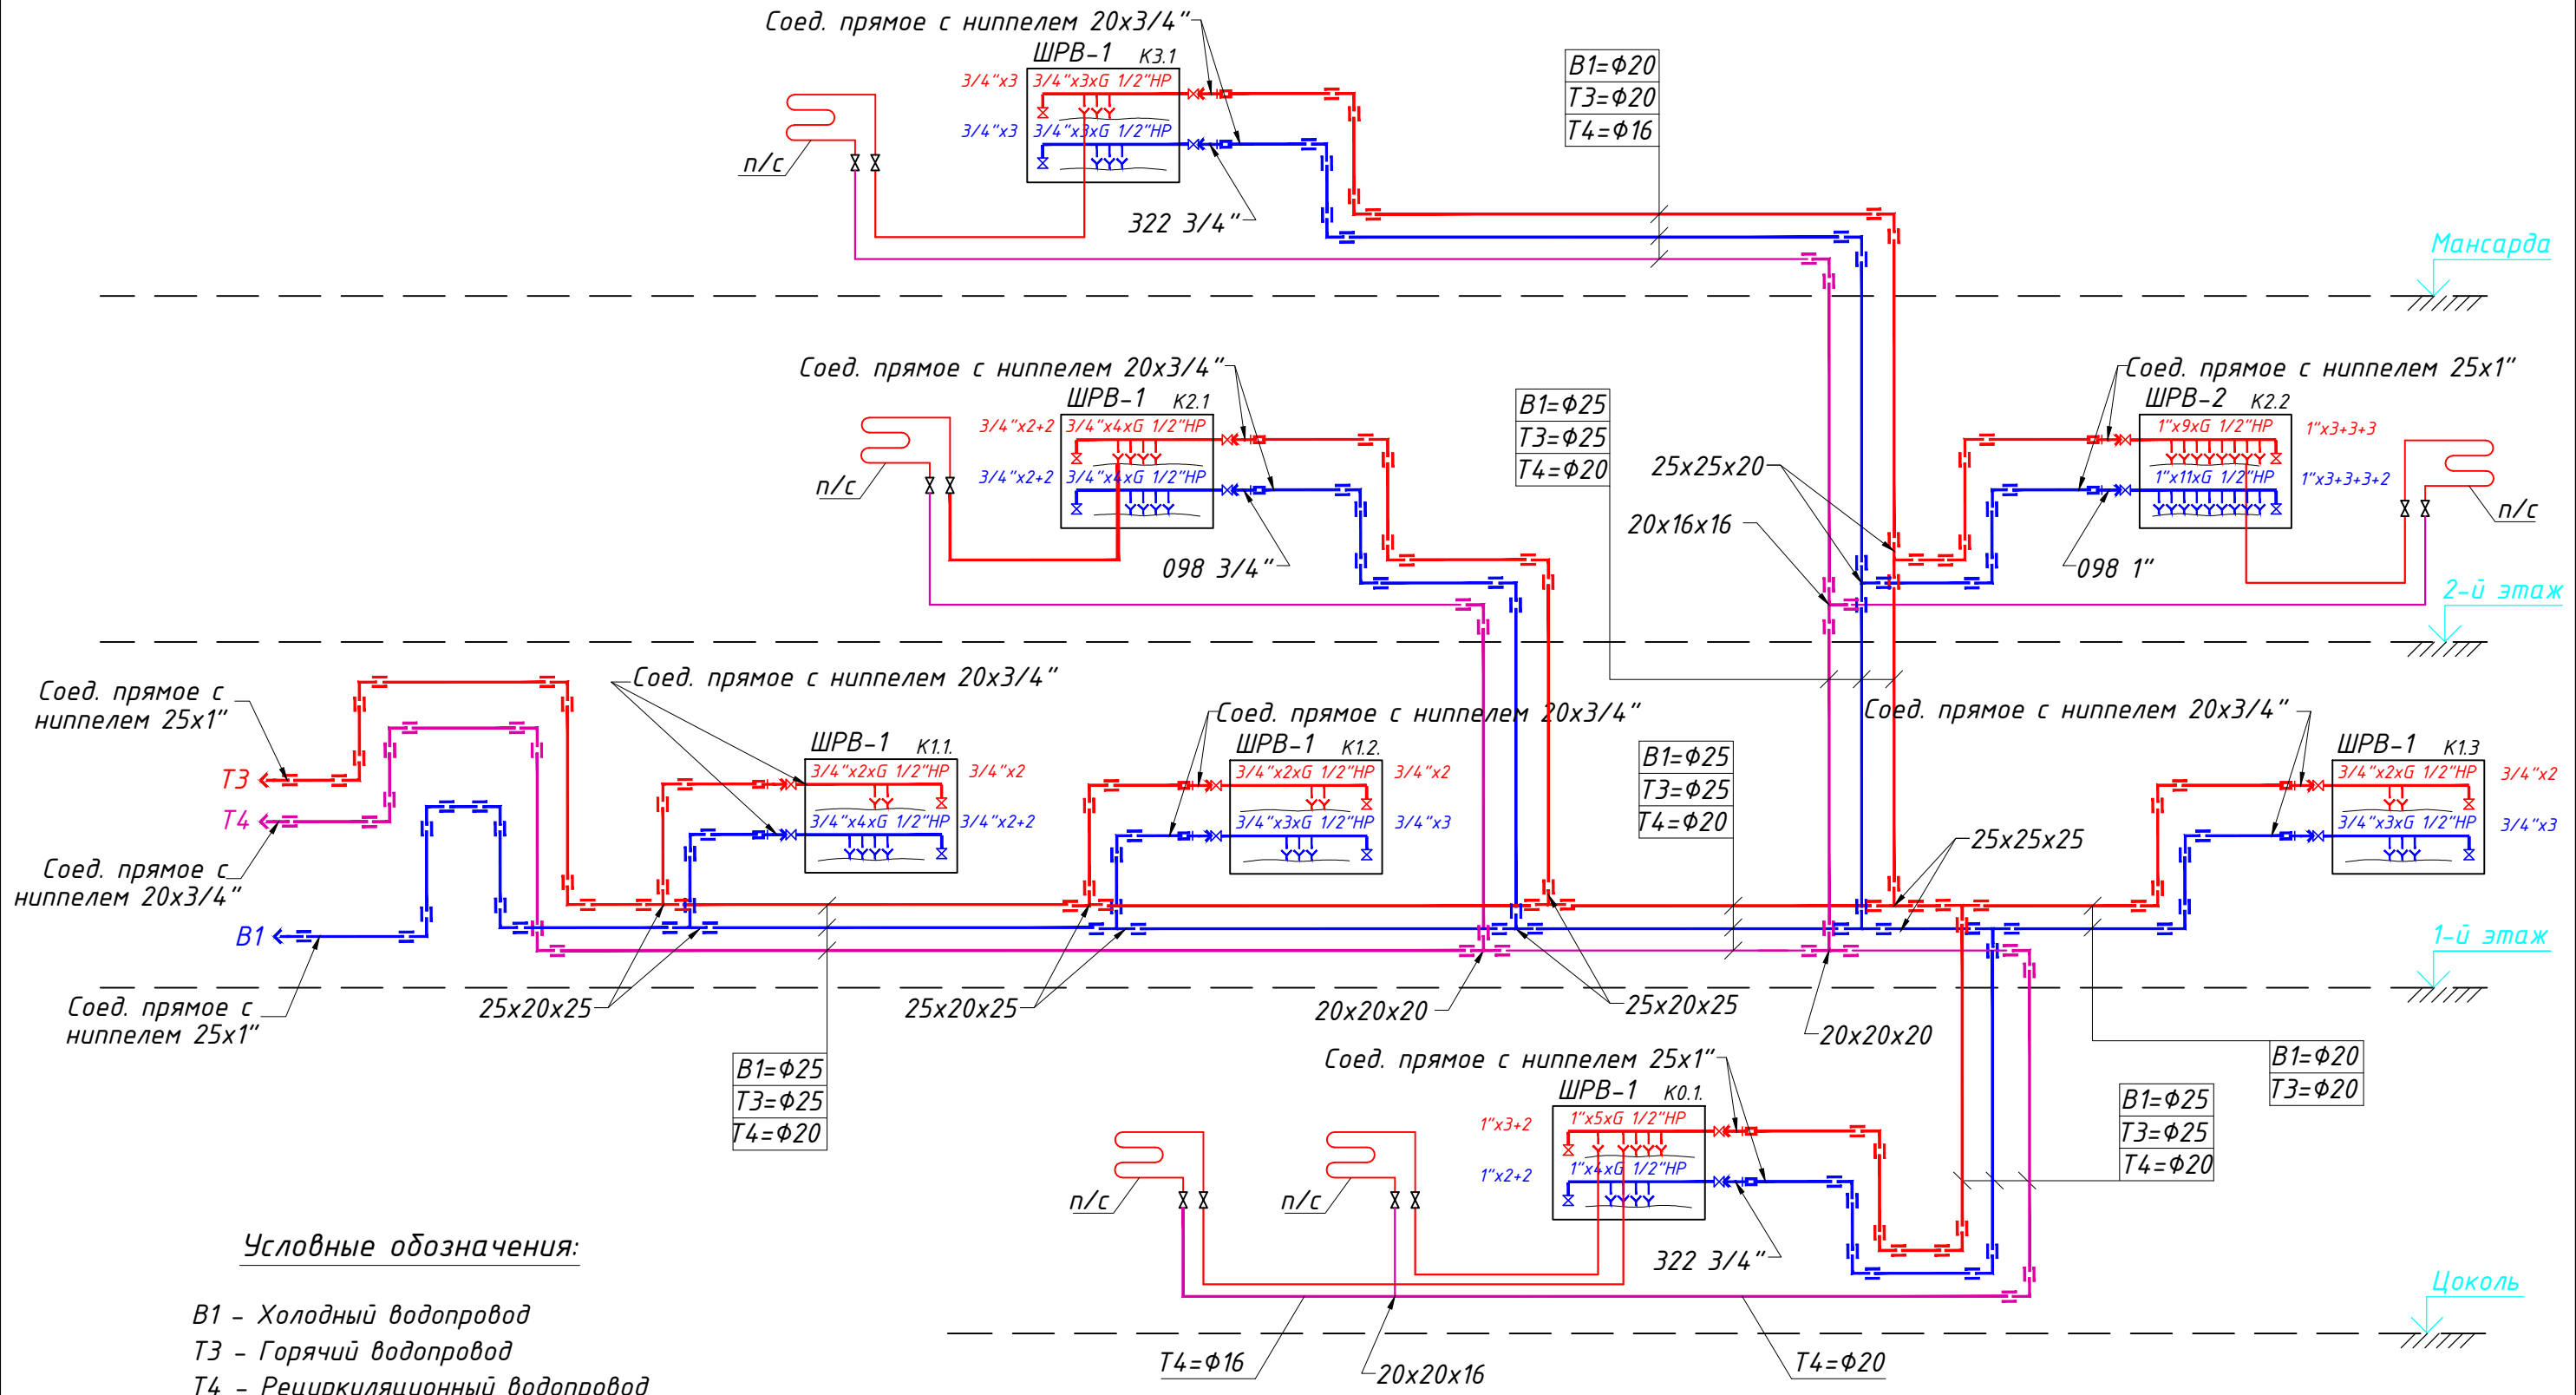 Соед. прямое с ниппелем 20х3/4"
ШРВ-1 К3.1
3/4"х3 3/4"х3хG 1/2"НР
3/4"х3 3/4"х3хG 1/2"НР
п/с
322 3/4"
В1=Ф20
Т3=Ф20
Т4=Ф16
Мансарда
Соед. прямое с ниппелем 20х3/4"
ШРВ-1 К2.1
3/4"х2+2 3/4"х4хG 1/2"НР
3/4"х2+2 3/4"х4хG 1/2"НР
п/с
098 3/4"
В1=Ф25
Т3=Ф25
Т4=Ф20
25х25х20
20х16х16
Соед. прямое с ниппелем 25х1"
ШРВ-2 К2.2
1"х9хG 1/2"НР 1"х3+3+3
1"х11хG 1/2"НР 1"х3+3+3+2
п/с
098 1"
2-й этаж
Соед. прямое с
ниппелем 25х1"
Т3
Т4
Соед. прямое с
ниппелем 20х3/4"
В1
Соед. прямое с
ниппелем 25х1"
Соед. прямое с ниппелем 20х3/4"
ШРВ-1 К1.1.
3/4"х2хG 1/2"НР 3/4"х2
3/4"х4хG 1/2"НР 3/4"х2+2
25х20х25
Соед. прямое с ниппелем 20х3/4"
ШРВ-1 К1.2.
3/4"х2хG 1/2"НР 3/4"х2
3/4"х3хG 1/2"НР 3/4"х3
25х20х25
В1=Ф25
Т3=Ф25
Т4=Ф20
Соед. прямое с ниппелем 20х3/4"
ШРВ-1 К1.3
3/4"х2хG 1/2"НР 3/4"х2
3/4"х3хG 1/2"НР 3/4"х3
25х25х25
1-й этаж
20х20х20
25х20х25
20х20х20
В1=Ф25
Т3=Ф25
Т4=Ф20
В1=Ф20
Т3=Ф20
В1=Ф25
Т3=Ф25
Т4=Ф20
Соед. прямое с ниппелем 25х1"
ШРВ-1 К0.1.
1"х3+2 1"х5хG 1/2"НР
1"х2+2 1"х4хG 1/2"НР
п/с
п/с
322 3/4"
Цоколь
Т4=Ф16
20х20х16
Т4=Ф20
Условные обозначения:
В1 - Холодный водопровод
Т3 - Горячий водопровод
Т4 - Рециркуляционный водопровод